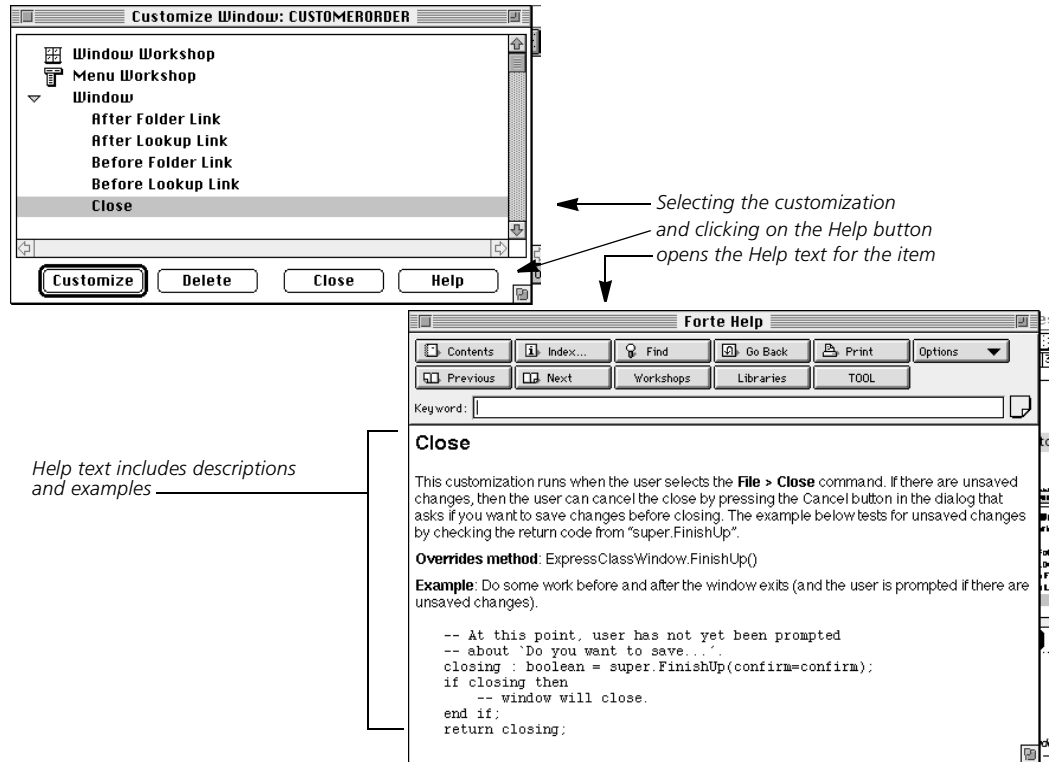 Customize Window: CUSTOMERORDER
Window Workshop
Menu Workshop
Window
After Folder Link
After Lookup Link
Before Folder Link
Before Lookup Link
Close
Customize
Delete
Close
Help
Selecting the customization
and clicking on the Help button
opens the Help text for the item
Forte Help
Contents
Index...
Find
Go Back
Print
Options
Previous
Next
Workshops
Libraries
TOOL
Keyword:
Help text includes descriptions
and examples
Close
This customization runs when the user selects the File > Close command. If there are unsaved
changes, then the user can cancel the close by pressing the Cancel button in the dialog that
asks if you want to save changes before closing. The example below tests for unsaved changes
by checking the return code from “super.FinishUp”.
Overrides method: ExpressClassWindow.FinishUp()
Example: Do some work before and after the window exits (and the user is prompted if there are
unsaved changes).
-- At this point, user has not yet been prompted
-- about `Do you want to save...´.
closing : boolean = super.FinishUp(confirm=confirm);
if closing then
-- window will close.
end if;
return closing;